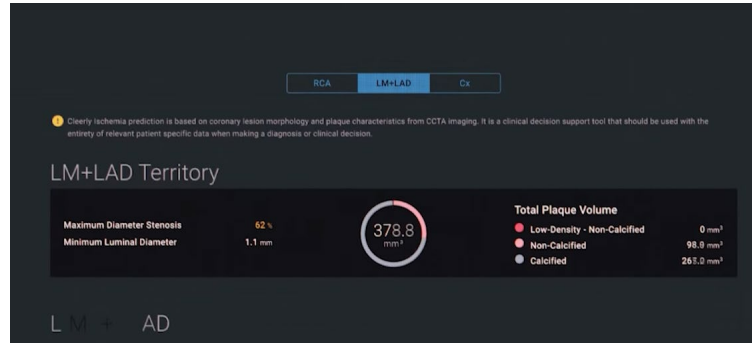 RCA
LM+LAD
Cx
Cleerly Ischemia prediction is based on coronary lesion morphology and plaque characteristics from CCTA imaging. It is a clinical decision support tool that should be used with the
entirety of relevant patient specific data when making a diagnosis or clinical decision.
LM+LAD Territory
Maximum Diameter Stenosis 62 %
Minimum Luminal Diameter 1.1 mm
378.8
mm³
Total Plaque Volume
Low-Density - Non-Calcified 0 mm³
Non-Calcified mm³
Calcified mm³
LM + AD